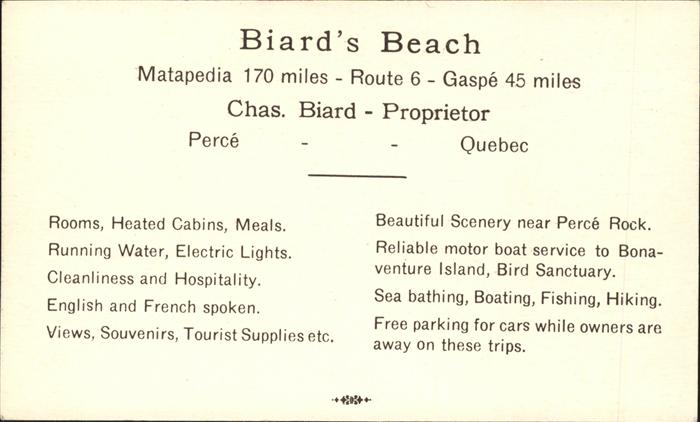 Biard's Beach
Matapedia 170 miles - Route 6 - Gaspé 45 miles
Chas. Biard - Proprietor
Percé - - Quebec
Rooms, Heated Cabins, Meals.
Running Water, Electric Lights.
Cleanliness and Hospitality.
English and French spoken.
Views, Souvenirs, Tourist Supplies etc.
Beautiful Scenery near Percé Rock.
Reliable motor boat service to Bona-
venture Island, Bird Sanctuary.
Sea bathing, Boating, Fishing, Hiking.
Free parking for cars while owners are
away on these trips.